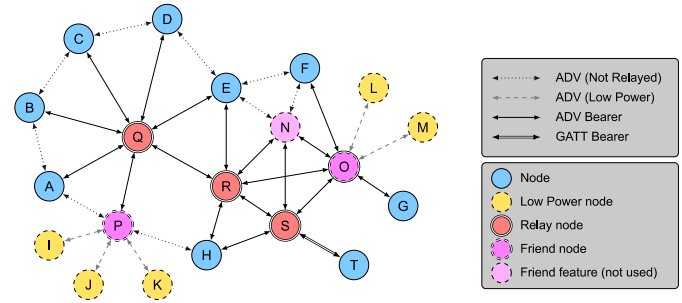 D
C
F
E
L
B
N
M
Q
O
A
R
G
P
S
I
H
T
J
K
ADV (Not Relayed)
ADV (Low Power)
ADV Bearer
GATT Bearer
Node
Low Power node
Relay node
Friend node
Friend feature (not used)